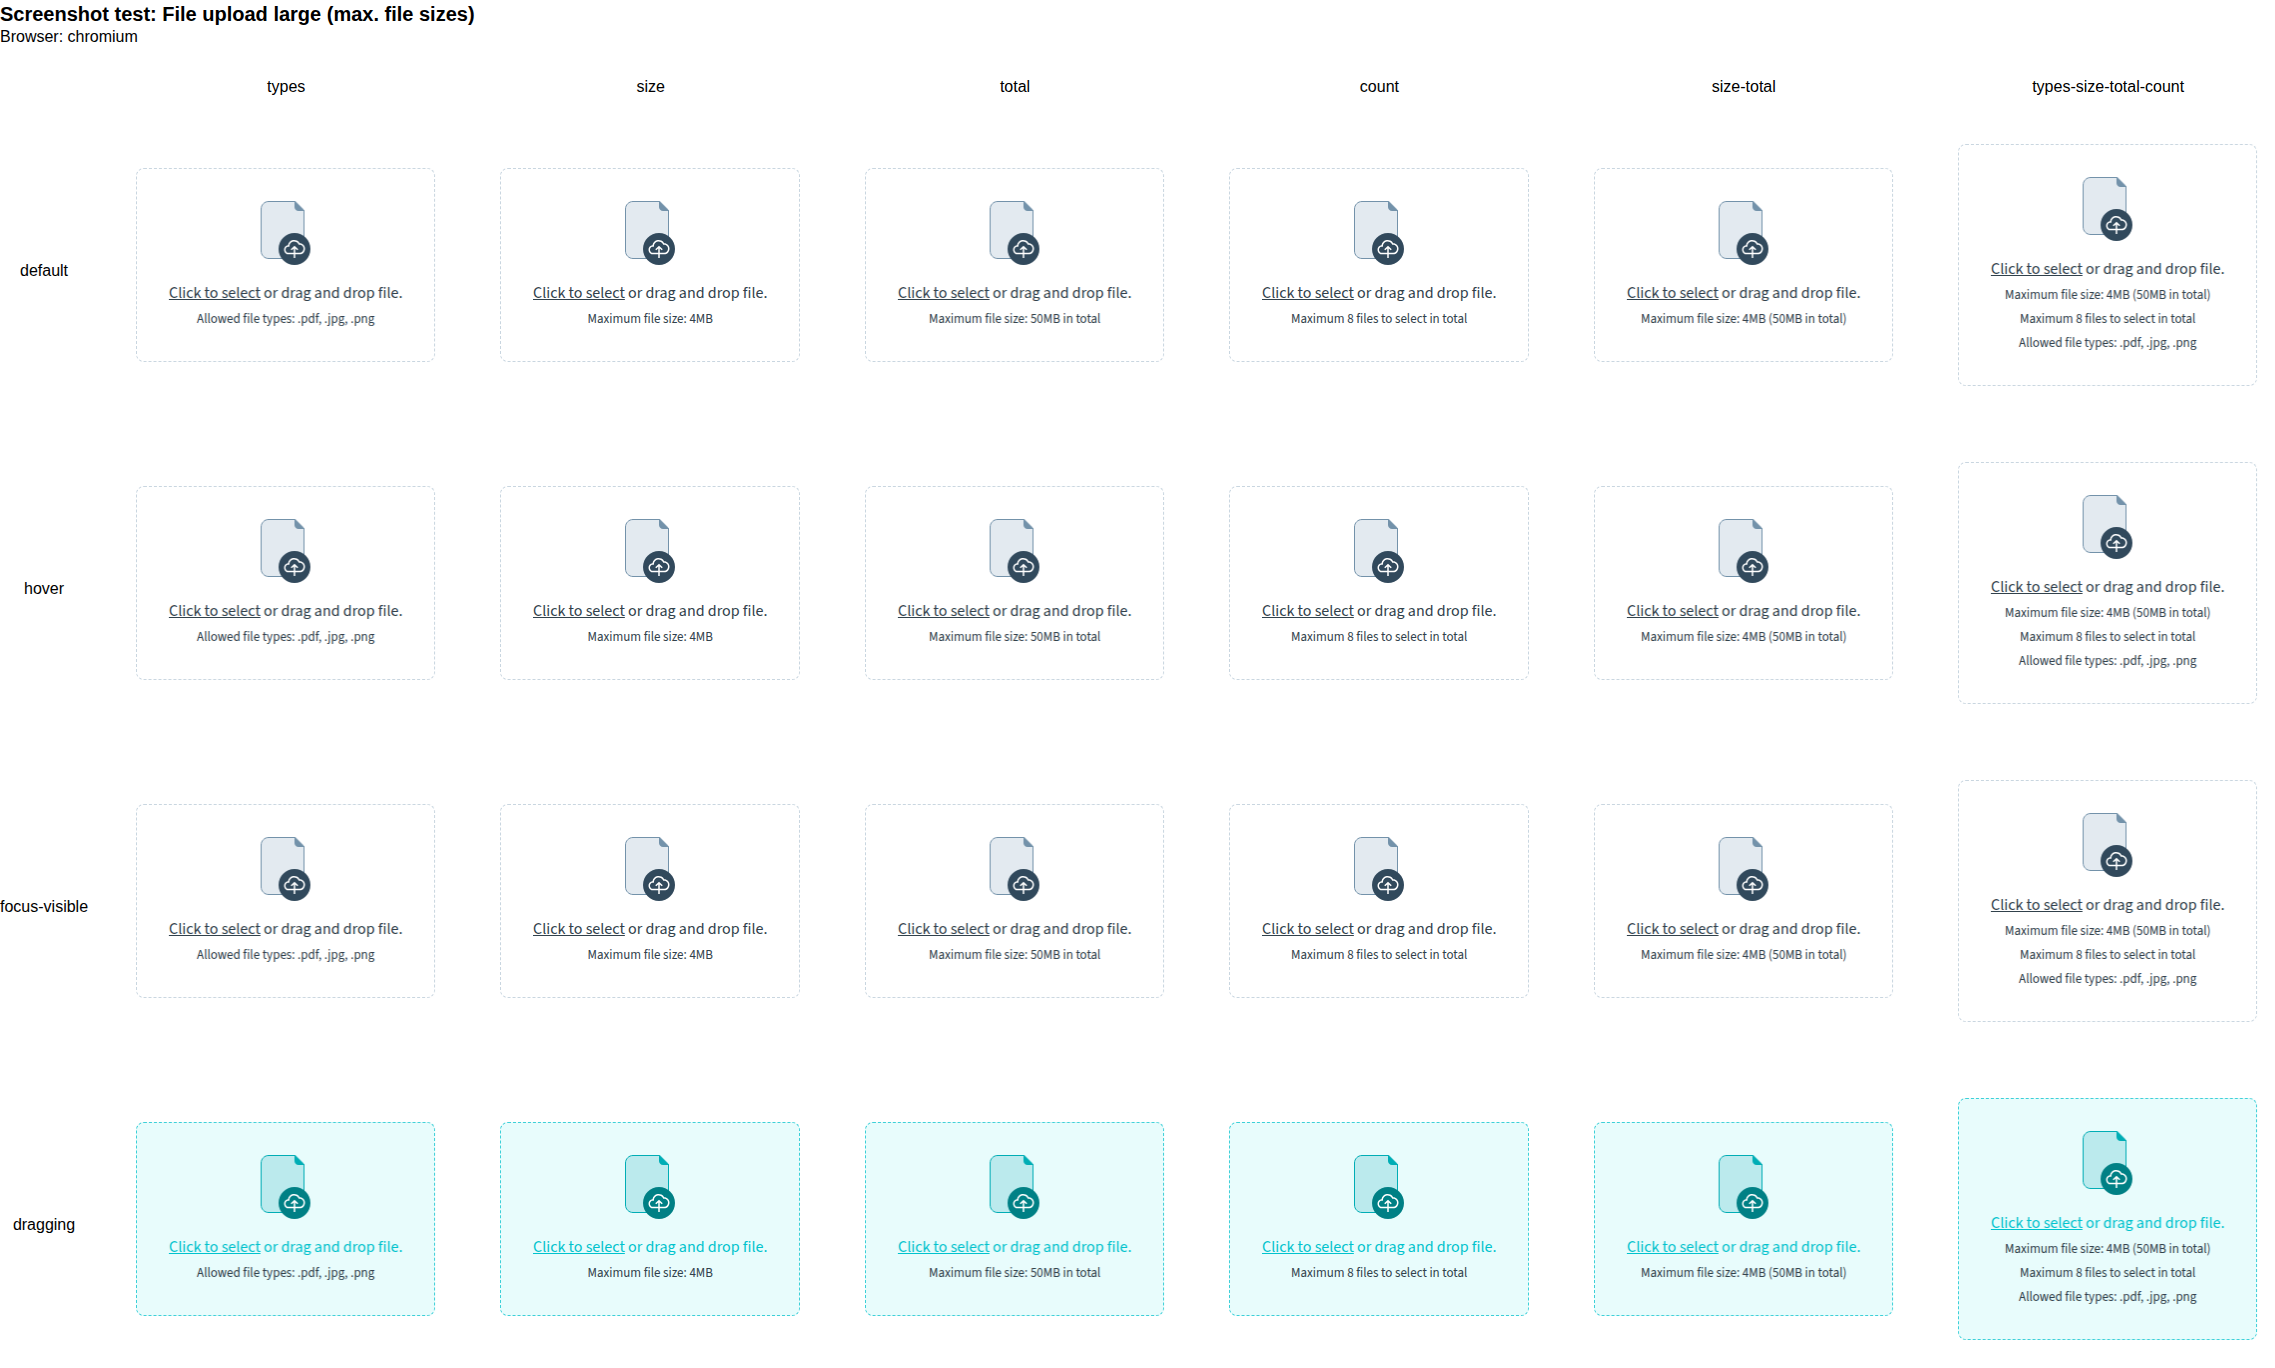 Screenshot test: File upload large (max. file sizes)
Browser: chromium
types size total count size-total types-size-total-count
default
Click to select or drag and drop file.
Allowed file types: .pdf, .jpg, .png
Click to select or drag and drop file.
Maximum file size: 4MB
Click to select or drag and drop file.
Maximum file size: 50MB in total
Click to select or drag and drop file.
Maximum 8 files to select in total
Click to select or drag and drop file.
Maximum file size: 4MB (50MB in total)
Click to select or drag and drop file.
Maximum file size: 4MB (50MB in total)
Maximum 8 files to select in total
Allowed file types: .pdf, .jpg, .png
hover
Click to select or drag and drop file.
Allowed file types: .pdf, .jpg, .png
Click to select or drag and drop file.
Maximum file size: 4MB
Click to select or drag and drop file.
Maximum file size: 50MB in total
Click to select or drag and drop file.
Maximum 8 files to select in total
Click to select or drag and drop file.
Maximum file size: 4MB (50MB in total)
Click to select or drag and drop file.
Maximum file size: 4MB (50MB in total)
Maximum 8 files to select in total
Allowed file types: .pdf, .jpg, .png
focus-visible
Click to select or drag and drop file.
Allowed file types: .pdf, .jpg, .png
Click to select or drag and drop file.
Maximum file size: 4MB
Click to select or drag and drop file.
Maximum file size: 50MB in total
Click to select or drag and drop file.
Maximum 8 files to select in total
Click to select or drag and drop file.
Maximum file size: 4MB (50MB in total)
Click to select or drag and drop file.
Maximum file size: 4MB (50MB in total)
Maximum 8 files to select in total
Allowed file types: .pdf, .jpg, .png
dragging
Click to select or drag and drop file.
Allowed file types: .pdf, .jpg, .png
Click to select or drag and drop file.
Maximum file size: 4MB
Click to select or drag and drop file.
Maximum file size: 50MB in total
Click to select or drag and drop file.
Maximum 8 files to select in total
Click to select or drag and drop file.
Maximum file size: 4MB (50MB in total)
Click to select or drag and drop file.
Maximum file size: 4MB (50MB in total)
Maximum 8 files to select in total
Allowed file types: .pdf, .jpg, .png